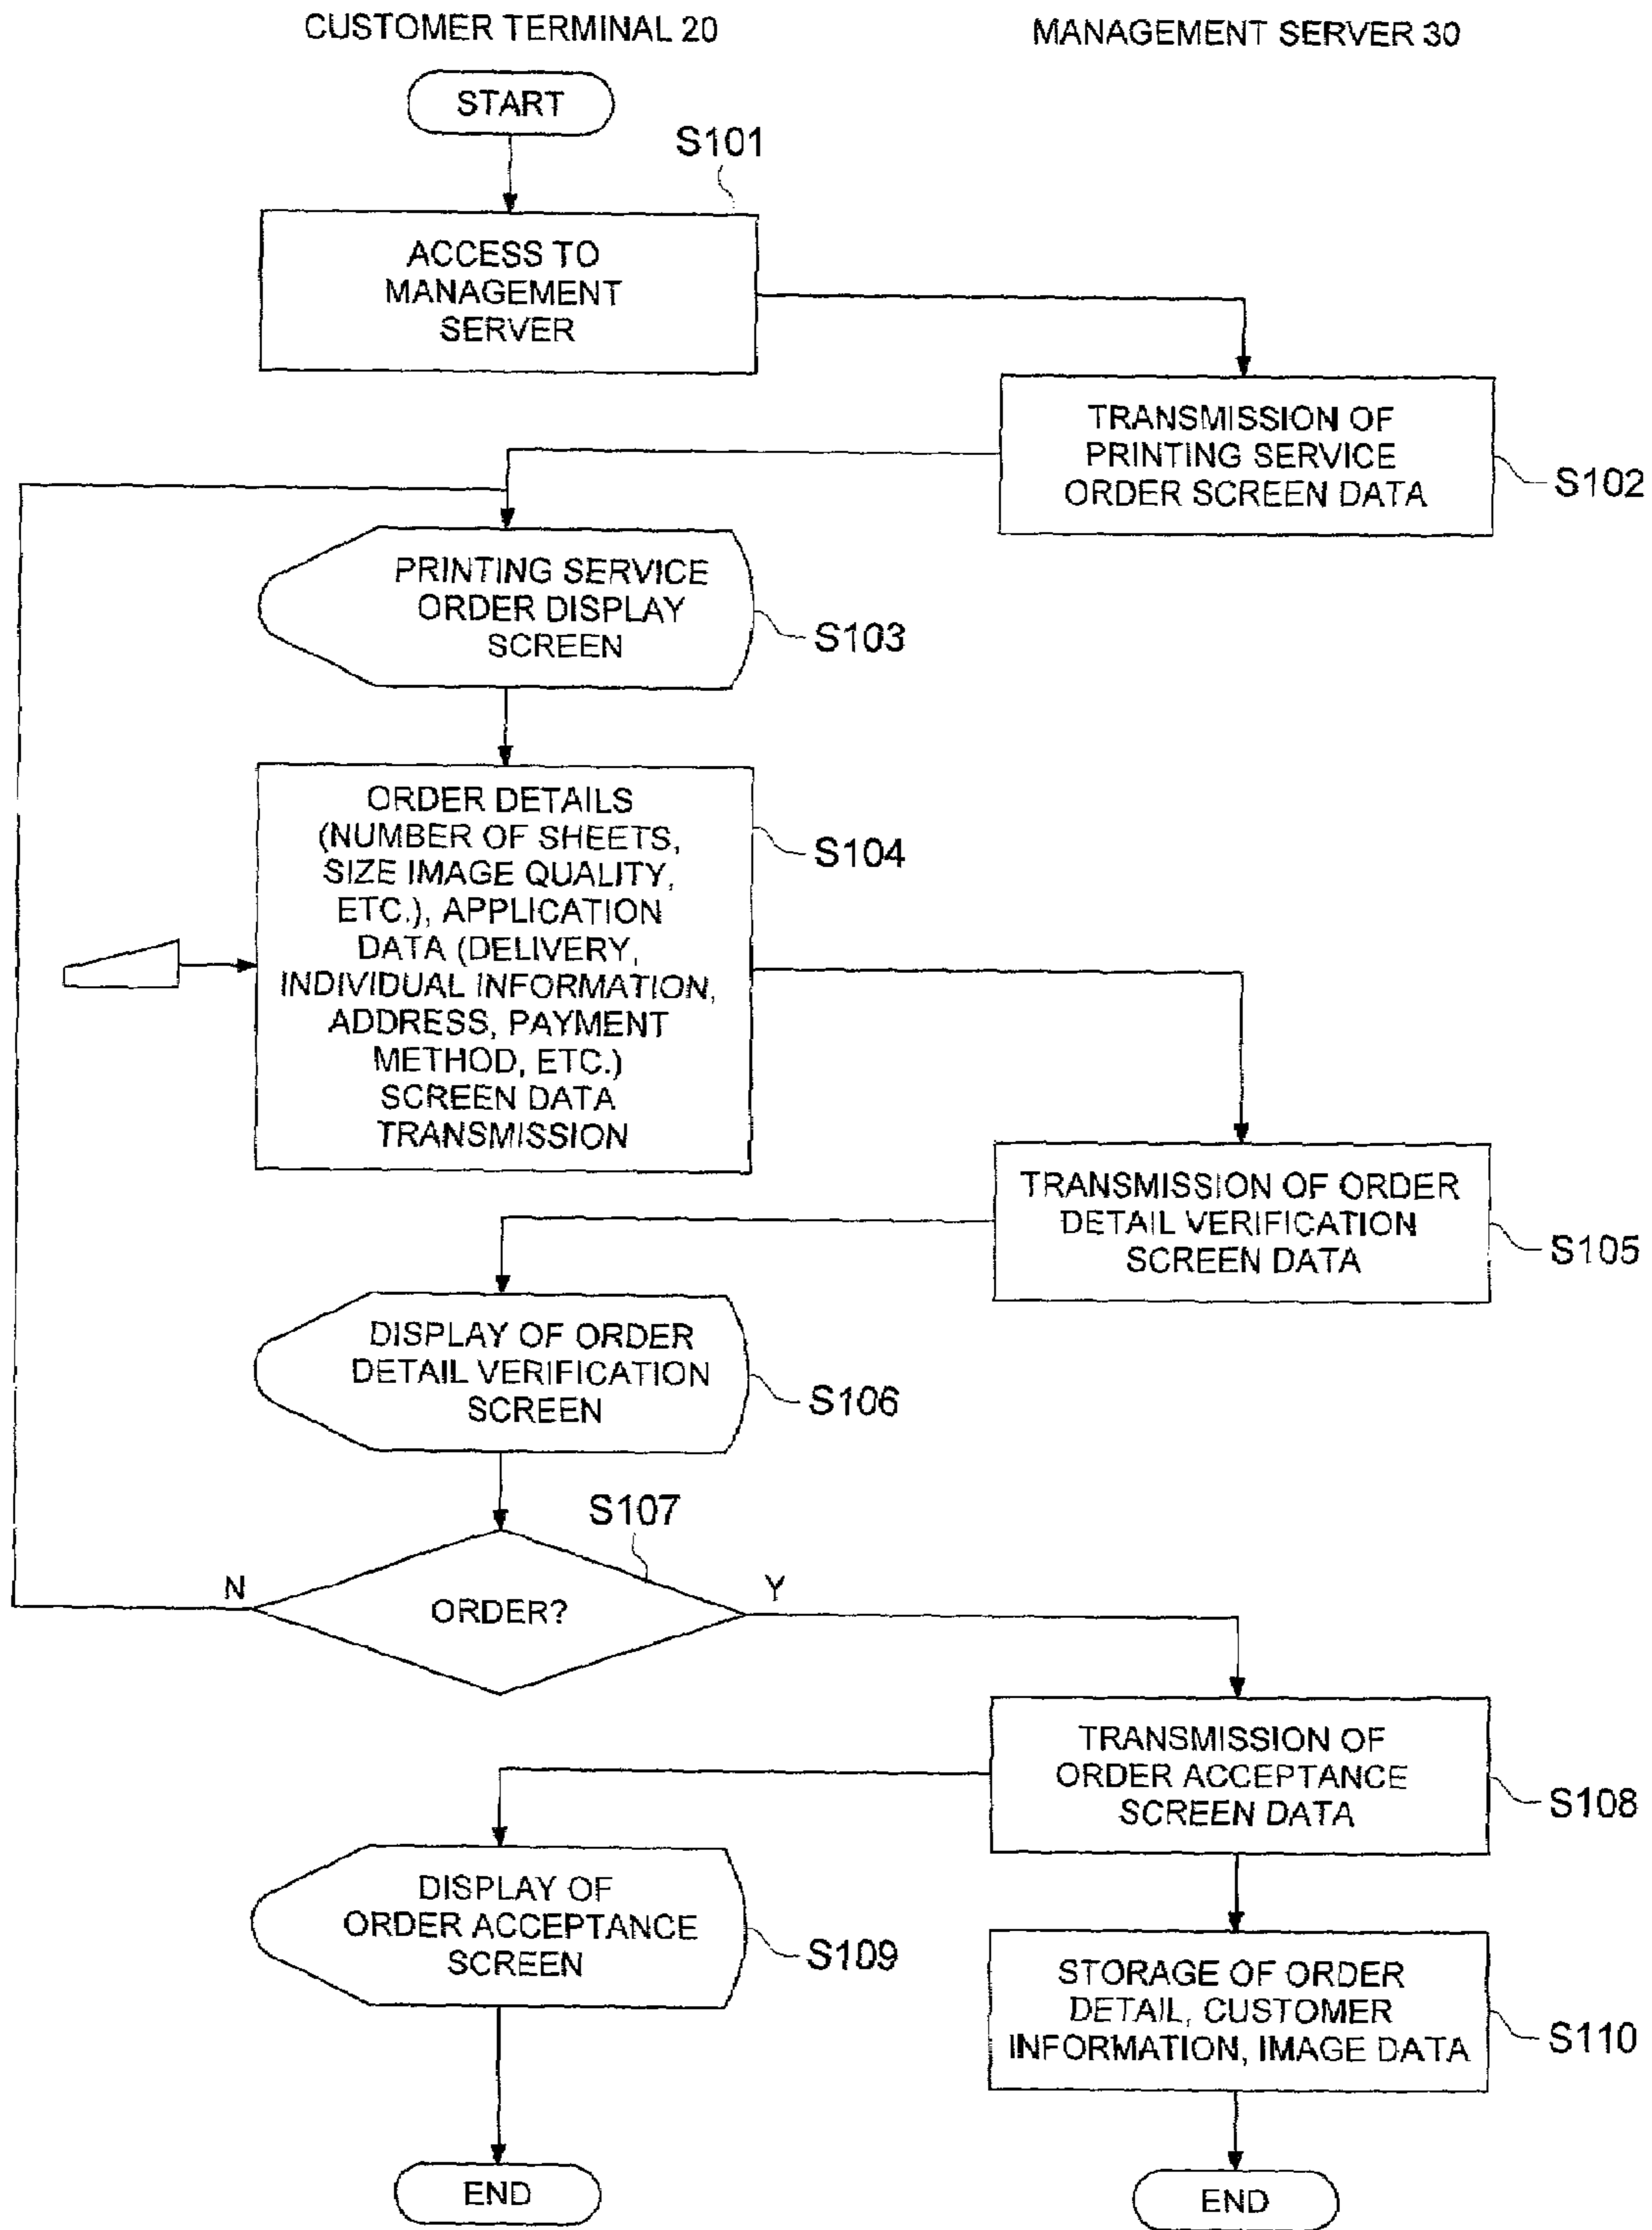 CUSTOMER TERMINAL 20
MANAGEMENT SERVER 30
START
S101
ACCESS TO
MANAGEMENT
SERVER
TRANSMISSION OF
PRINTING SERVICE
ORDER SCREEN DATA
S102
PRINTING SERVICE
ORDER DISPLAY
SCREEN
S103
ORDER DETAILS
(NUMBER OF SHEETS,
SIZE IMAGE QUALITY,
ETC.), APPLICATION
DATA (DELIVERY,
INDIVIDUAL INFORMATION,
ADDRESS, PAYMENT
METHOD, ETC.)
SCREEN DATA
TRANSMISSION
S104
TRANSMISSION OF ORDER
DETAIL VERIFICATION
SCREEN DATA
S105
DISPLAY OF ORDER
DETAIL VERIFICATION
SCREEN
S106
S107
N
ORDER?
Y
TRANSMISSION OF
ORDER ACCEPTANCE
SCREEN DATA
S108
DISPLAY OF
ORDER ACCEPTANCE
SCREEN
S109
STORAGE OF ORDER
DETAIL, CUSTOMER
INFORMATION, IMAGE DATA
S110
END
END